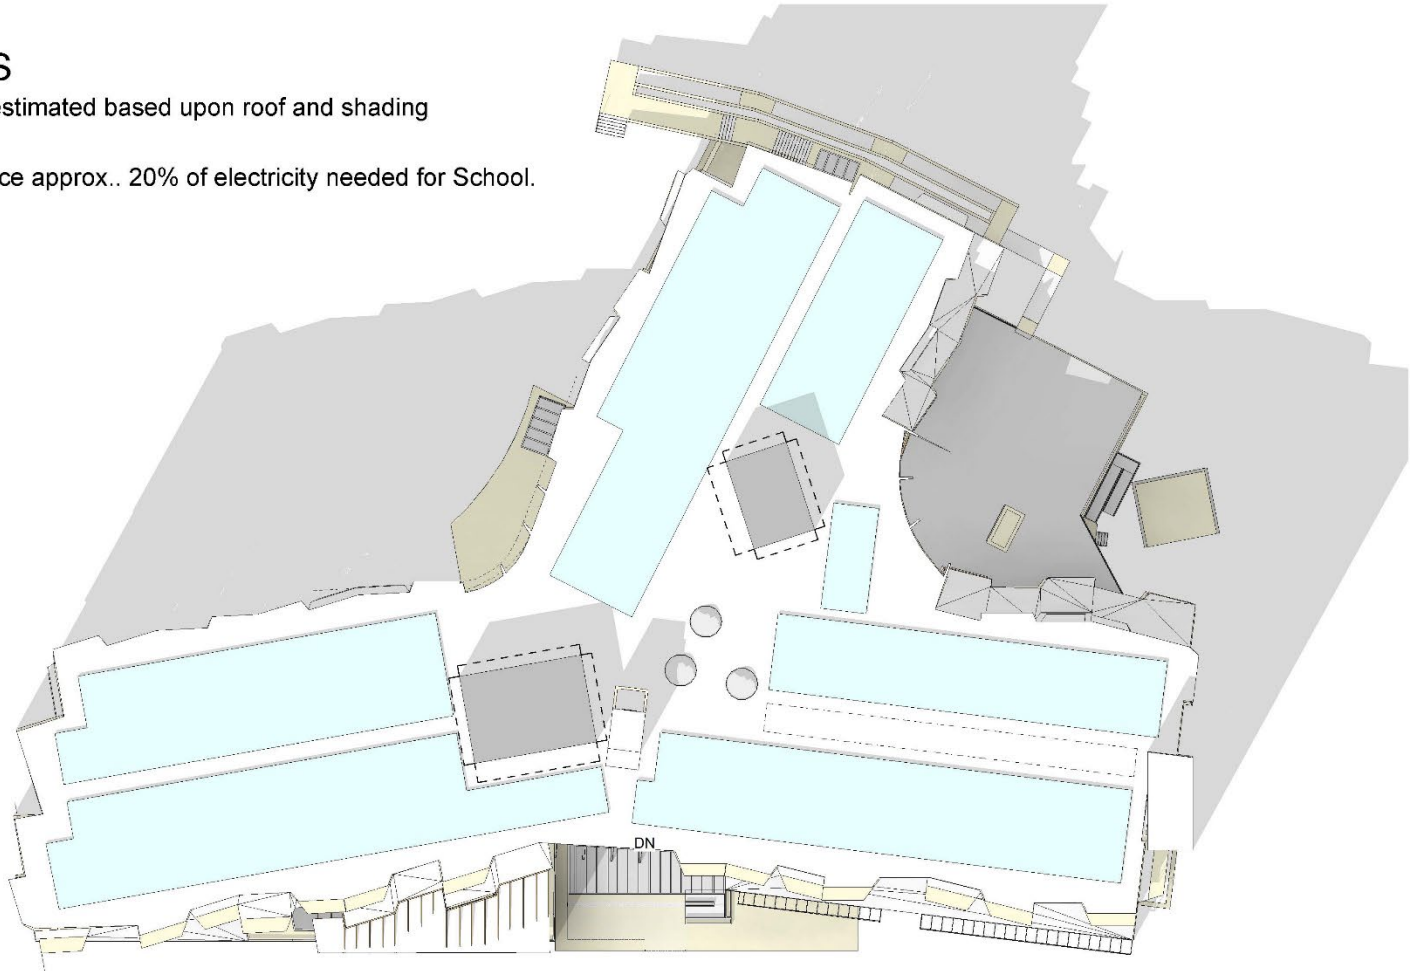 S
estimated based upon roof and shading
ce approx.. 20% of electricity needed for School.
DN